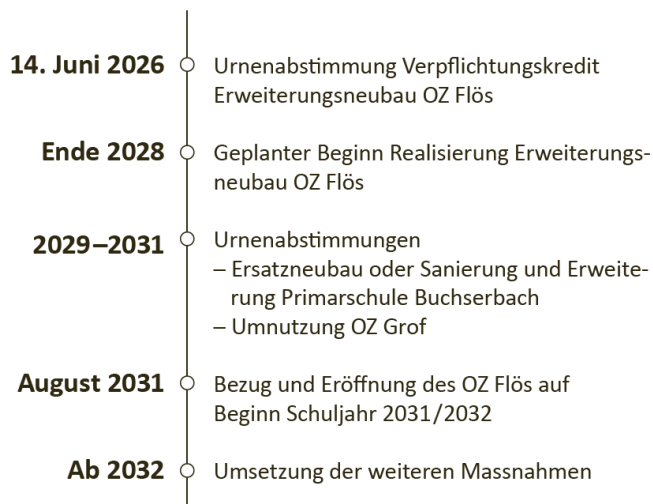 14. Juni 2026 Urnenabstimmung Verpflichtungskredit
Erweiterungsneubau OZ Flös
Ende 2028 Geplanter Beginn Realisierung Erweiterungs-
neubau OZ Flös
2029–2031 Urnenabstimmungen
– Ersatzneubau oder Sanierung und Erweite-
rung Primarschule Buchserbach
– Umnutzung OZ Grof
August 2031 Bezug und Eröffnung des OZ Flös auf
Beginn Schuljahr 2031/2032
Ab 2032 Umsetzung der weiteren Massnahmen